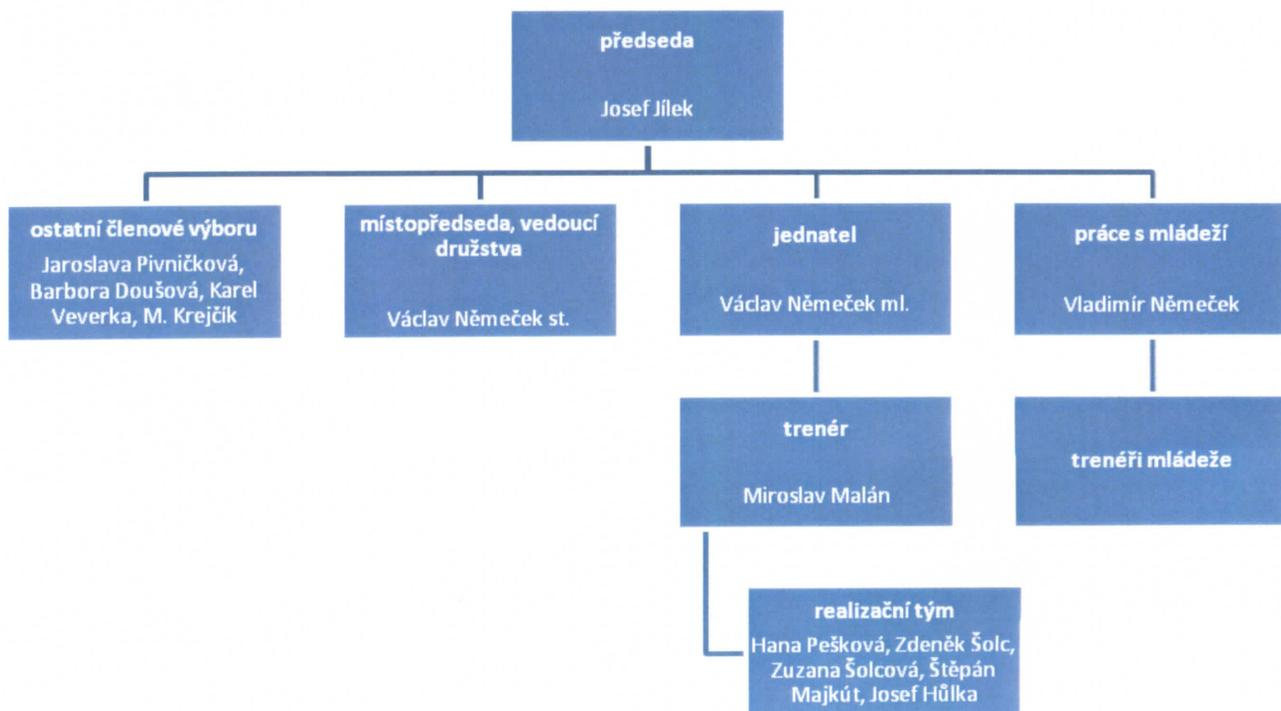 předseda
Josef Jílek
ostatní členové výboru
Jaroslava Pivničková,
Barbora Doušová, Karel
Veverka, M. Krejčík
místopředseda, vedoucí
družstva
Václav Němeček st.
jednatel
Václav Němeček ml.
práce s mládeží
Vladimír Němeček
trenér
Miroslav Malán
trenéři mládeže
realizační tým
Hana Pešková, Zdeněk Šolc,
Zuzana Šolcová, Štěpán
Majkút, Josef Hůlka